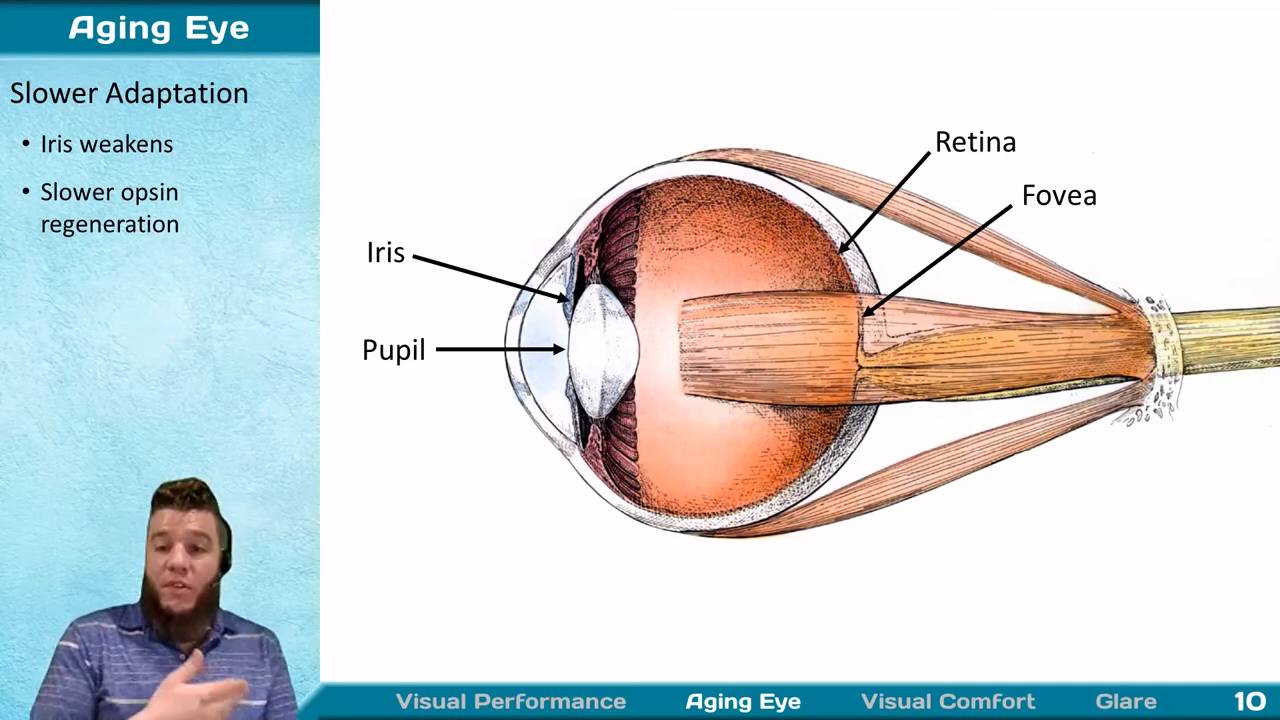 Aging Eye
Slower Adaptation
• Iris weakens
• Slower opsin
regeneration
Retina
Fovea
Iris
Pupil
Visual Performance Aging Eye Visual Comfort Glare 10